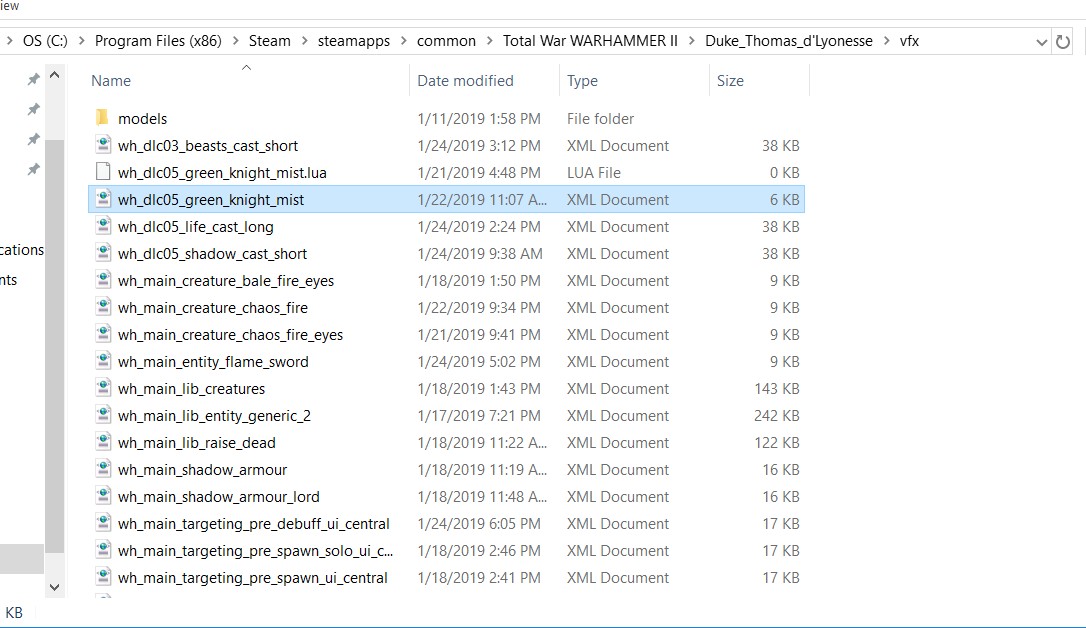 iew
OS (C:) > Program Files (x86) > Steam > steamapps > common > Total War WARHAMMER II > Duke_Thomas_d'Lyonesse > vfx
Name Date modified Type Size
models 1/11/2019 1:58 PM File folder
wh_dlc03_beasts_cast_short 1/24/2019 3:12 PM XML Document 38 KB
wh_dlc05_green_knight_mist.lua 1/21/2019 4:48 PM LUA File 0 KB
wh_dlc05_green_knight_mist 1/22/2019 11:07 A... XML Document 6 KB
wh_dlc05_life_cast_long 1/24/2019 2:24 PM XML Document 38 KB
cations
wh_dlc05_shadow_cast_short 1/24/2019 9:38 AM XML Document 38 KB
nts
wh_main_creature_bale_fire_eyes 1/18/2019 1:50 PM XML Document 9 KB
wh_main_creature_chaos_fire 1/22/2019 9:34 PM XML Document 9 KB
wh_main_creature_chaos_fire_eyes 1/21/2019 9:41 PM XML Document 9 KB
wh_main_entity_flame_sword 1/24/2019 5:02 PM XML Document 9 KB
wh_main_lib_creatures 1/18/2019 1:43 PM XML Document 143 KB
wh_main_lib_entity_generic_2 1/17/2019 7:21 PM XML Document 242 KB
wh_main_lib_raise_dead 1/18/2019 11:22 A... XML Document 122 KB
wh_main_shadow_armour 1/18/2019 11:19 A... XML Document 16 KB
wh_main_shadow_armour_lord 1/18/2019 11:48 A... XML Document 16 KB
wh_main_targeting_pre_debuff_ui_central 1/24/2019 6:05 PM XML Document 17 KB
wh_main_targeting_pre_spawn_solo_ui_c... 1/18/2019 2:46 PM XML Document 17 KB
wh_main_targeting_pre_spawn_ui_central 1/18/2019 2:41 PM XML Document 17 KB
KB